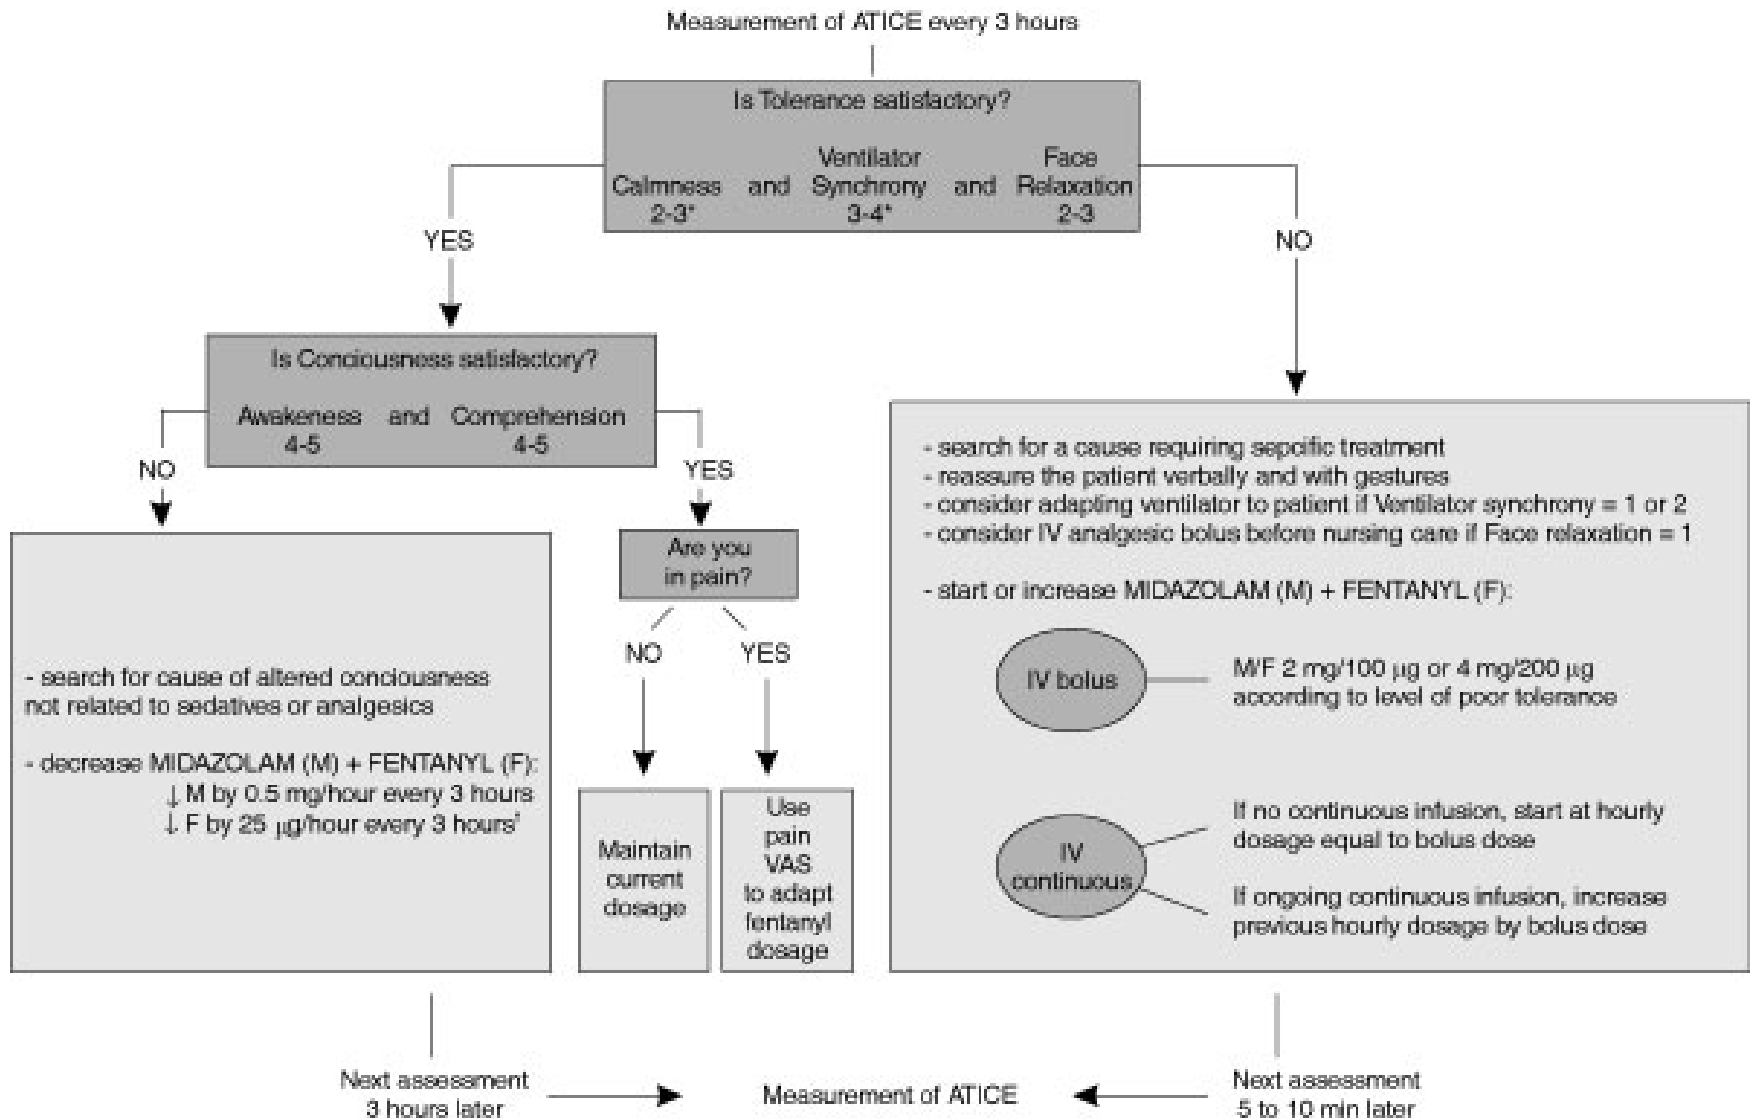 Measurement of ATICE every 3 hours
Is Tolerance satisfactory?
Ventilator Face
Calmness and Synchrony and Relaxation
2-3* 3-4* 2-3
YES
NO
Is Conciousness satisfactory?
Awakeness and Comprehension
4-5 4-5
NO
YES
- search for cause of altered conciousness
not related to sedatives or analgesics
- decrease MIDAZOLAM (M) + FENTANYL (F):
↓ M by 0.5 mg/hour every 3 hours
↓ F by 25 µg/hour every 3 hours†
Are you
in pain?
NO
YES
Maintain
current
dosage
Use
pain
VAS
to adapt
fentanyl
dosage
- search for a cause requiring sepcific treatment
- reassure the patient verbally and with gestures
- consider adapting ventilator to patient if Ventilator synchrony = 1 or 2
- consider IV analgesic bolus before nursing care if Face relaxation = 1
- start or increase MIDAZOLAM (M) + FENTANYL (F):
IV bolus
M/F 2 mg/100 µg or 4 mg/200 µg
according to level of poor tolerance
IV
continuous
If no continuous infusion, start at hourly
dosage equal to bolus dose
If ongoing continuous infusion, increase
previous hourly dosage by bolus dose
Next assessment
3 hours later
Measurement of ATICE
Next assessment
5 to 10 min later